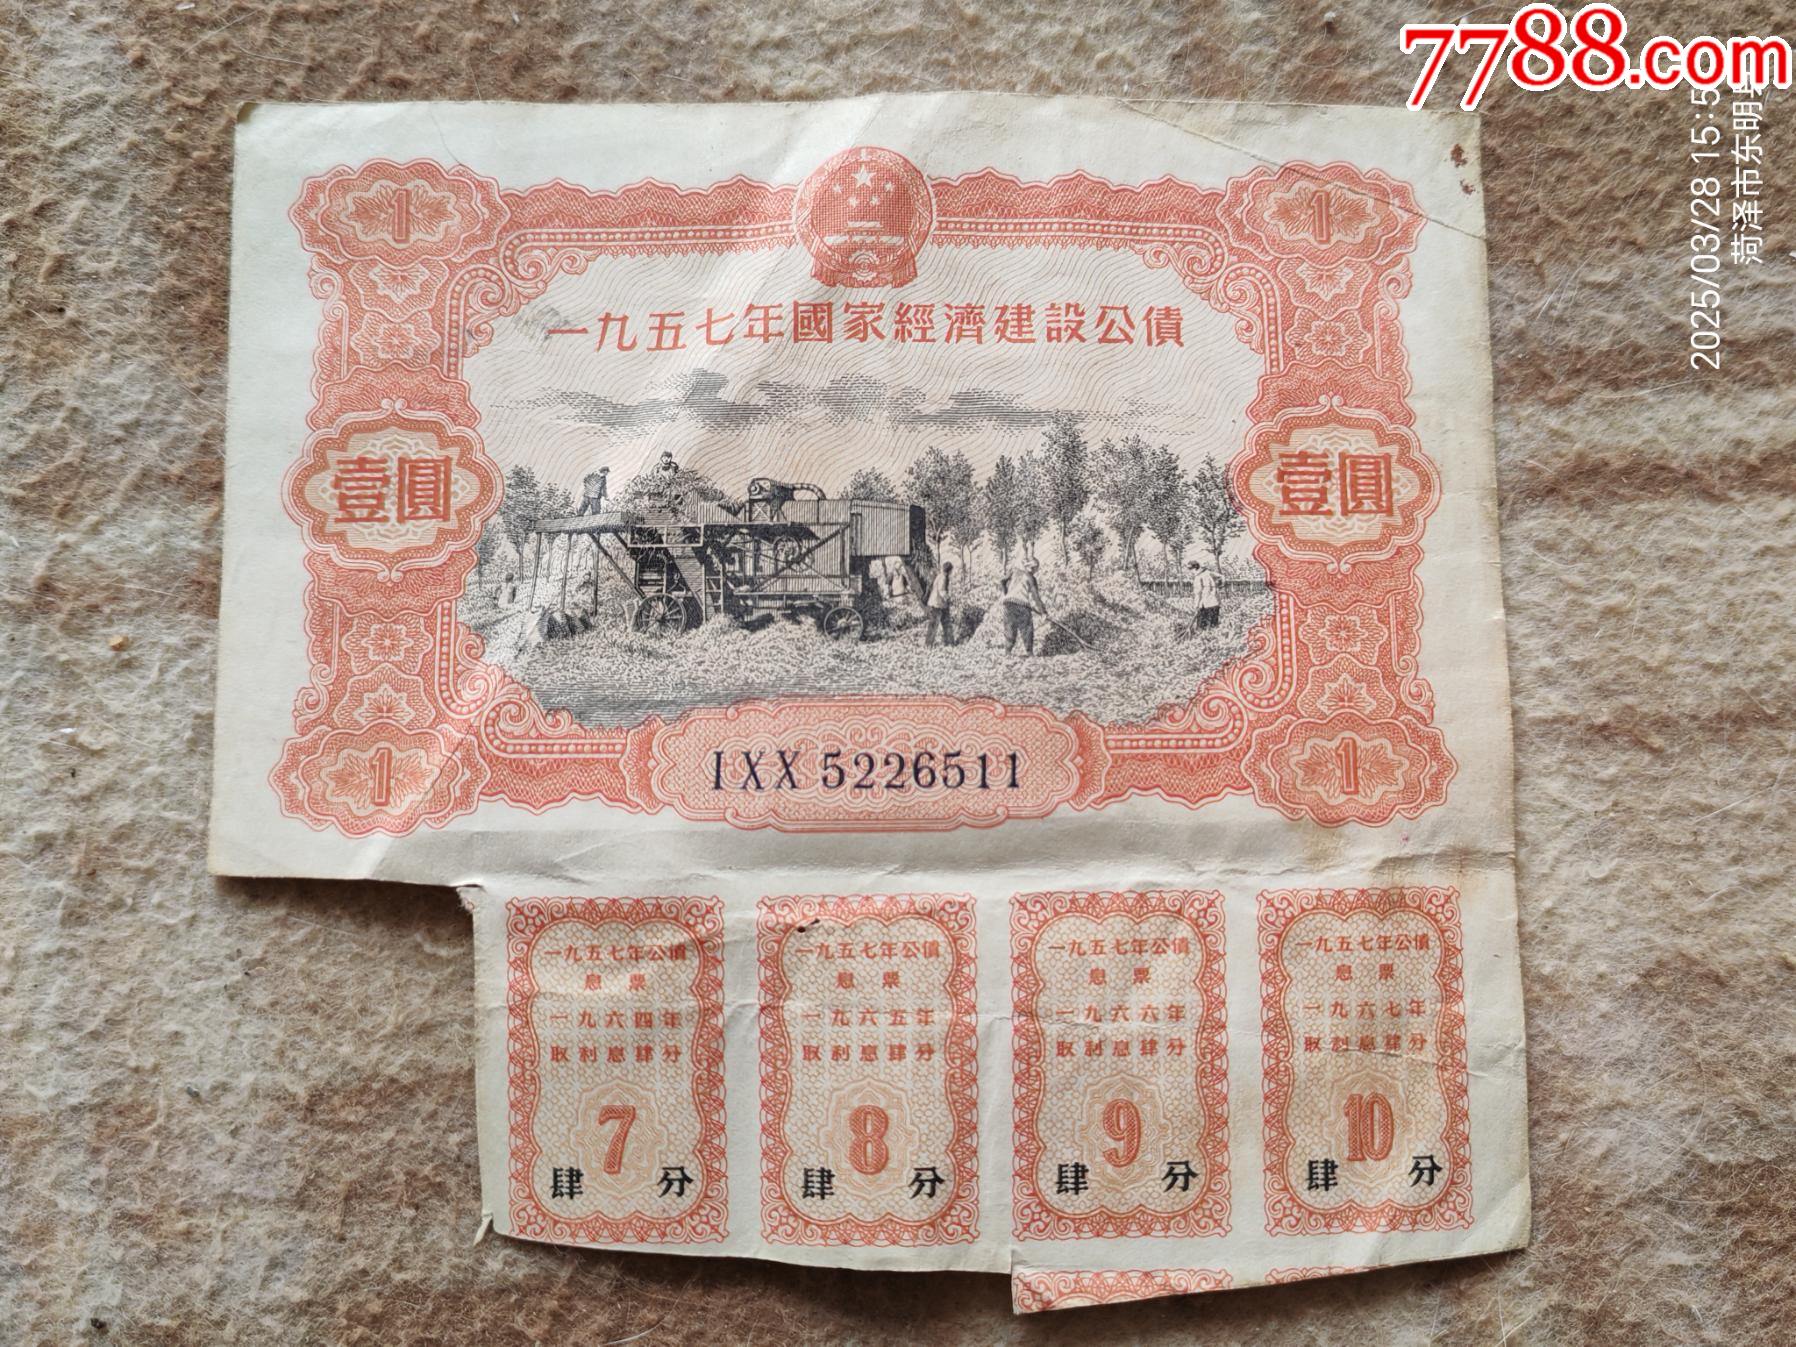 7788.com
2025/03/28 15:5
菏泽市东明县
1
1
一九五七年國家經濟建設公債
壹圓
壹圓
1
1
IXX 5226511
一九五七年公債
息票
一九六四年
取利息肆分
7
肆 分
一九五七年公債
息票
一九六五年
取利息肆分
8
肆 分
一九五七年公債
息票
一九六六年
取利息肆分
9
肆 分
一九五七年公債
息票
一九六七年
取利息肆分
10
肆 分